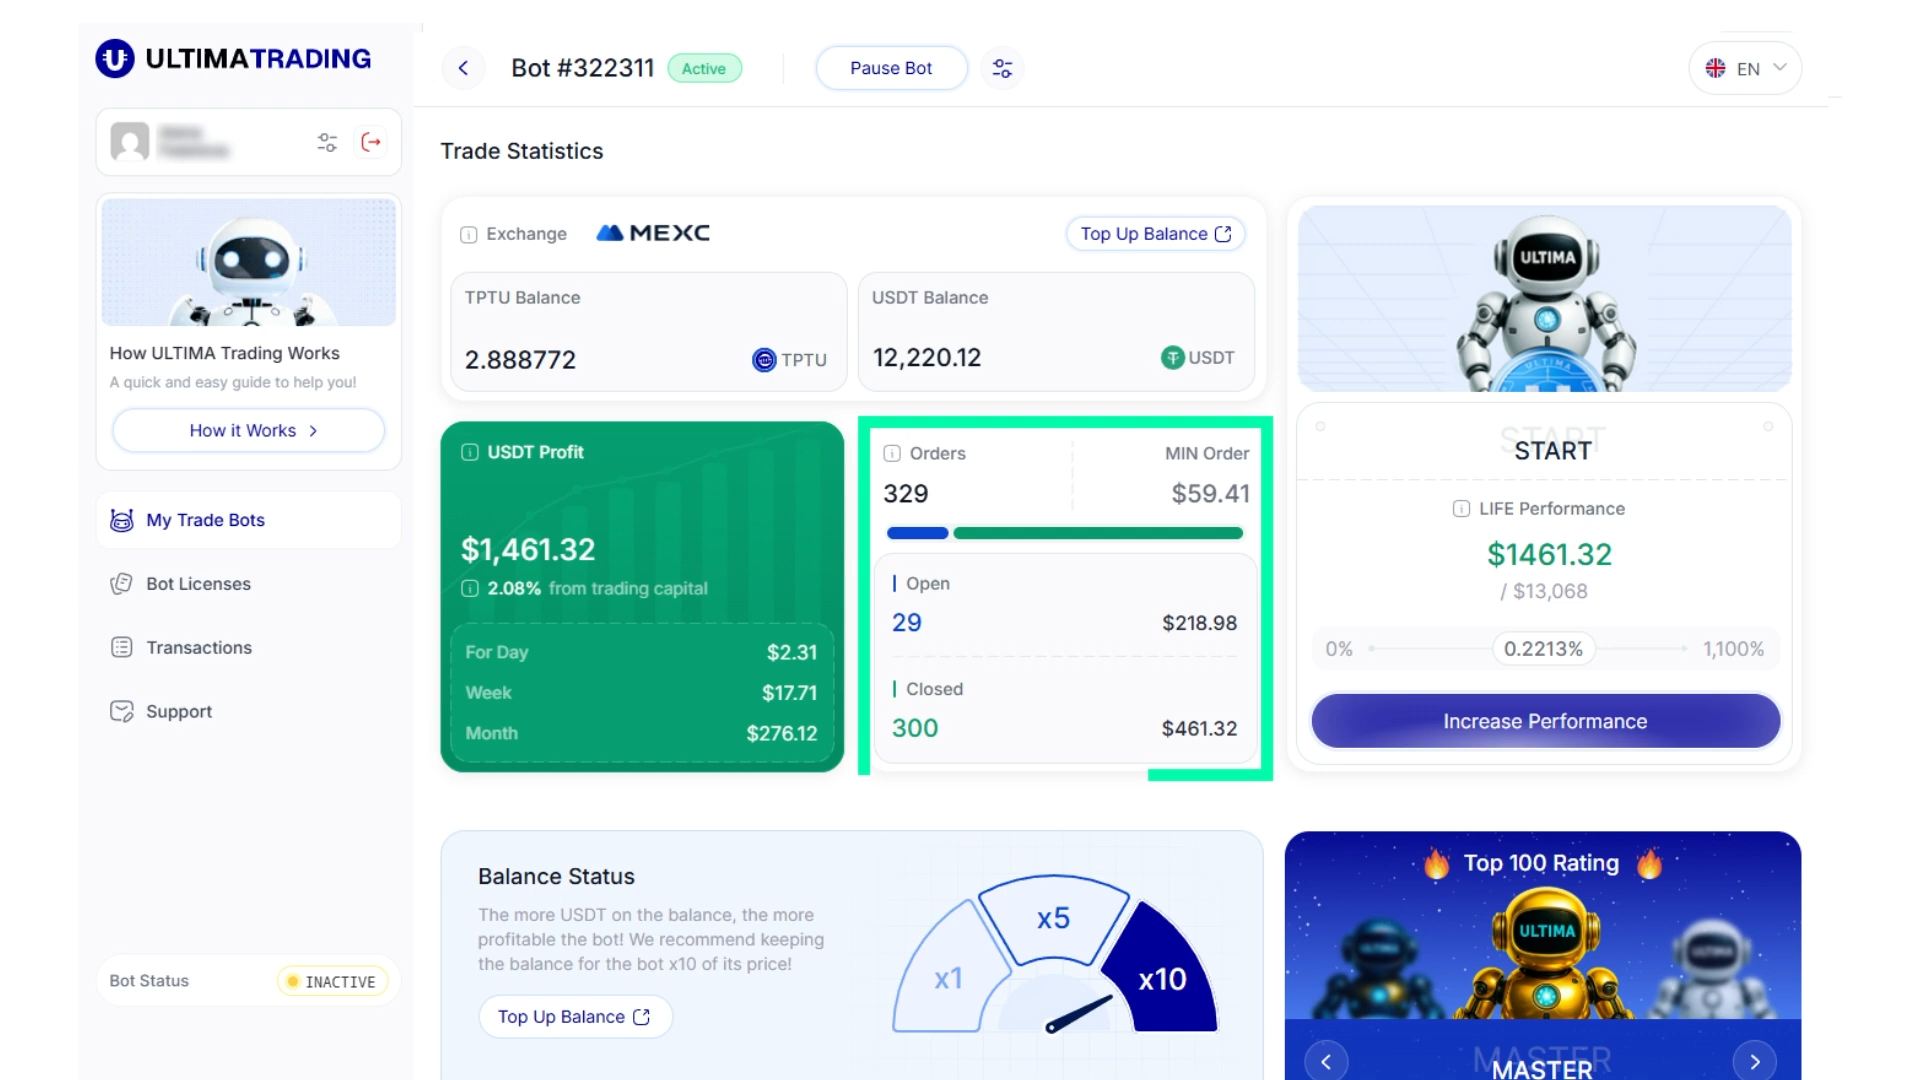 ULTIMATRADING
Bot #322311
Active
Pause Bot
EN
How ULTIMA Trading Works
A quick and easy guide to help you!
How it Works
My Trade Bots
Bot Licenses
Transactions
Support
Bot Status
INACTIVE
Trade Statistics
Exchange
MEXC
Top Up Balance
TPTU Balance
2.888772
TPTU
USDT Balance
12,220.12
USDT
USDT Profit
$1,461.32
2.08% from trading capital
For Day $2.31
Week $17.71
Month $276.12
Orders
329
MIN Order
$59.41
Open
29 $218.98
Closed
300 $461.32
ULTIMA
ULTIMA
START
START
LIFE Performance
$1461.32
/ $13,068
0% 0.2213% 1,100%
Increase Performance
Balance Status
The more USDT on the balance, the more
profitable the bot! We recommend keeping
the balance for the bot x10 of its price!
Top Up Balance
x1
x5
x10
Top 100 Rating
ULTIMA
ULTIMA
ULTIMA
MASTER
MASTER